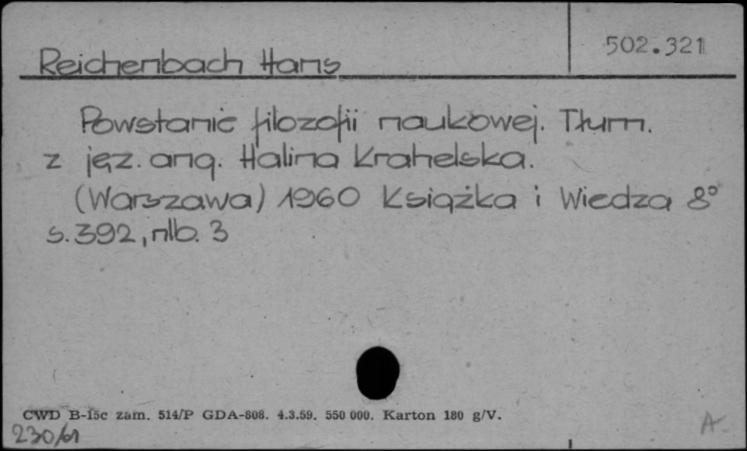 502.321
Reichenbach Hans
Powstanie filozofii naukowej. Tłum.
z jęz. ang. Halina Krahelska.
(Warszawa) 1960 Książka i Wiedza 8°
s. 392, nlb. 3
CWD B-15c zam. 514/P GDA-808. 4.3.59. 550 000. Karton 180 g/V.
230/61
A-